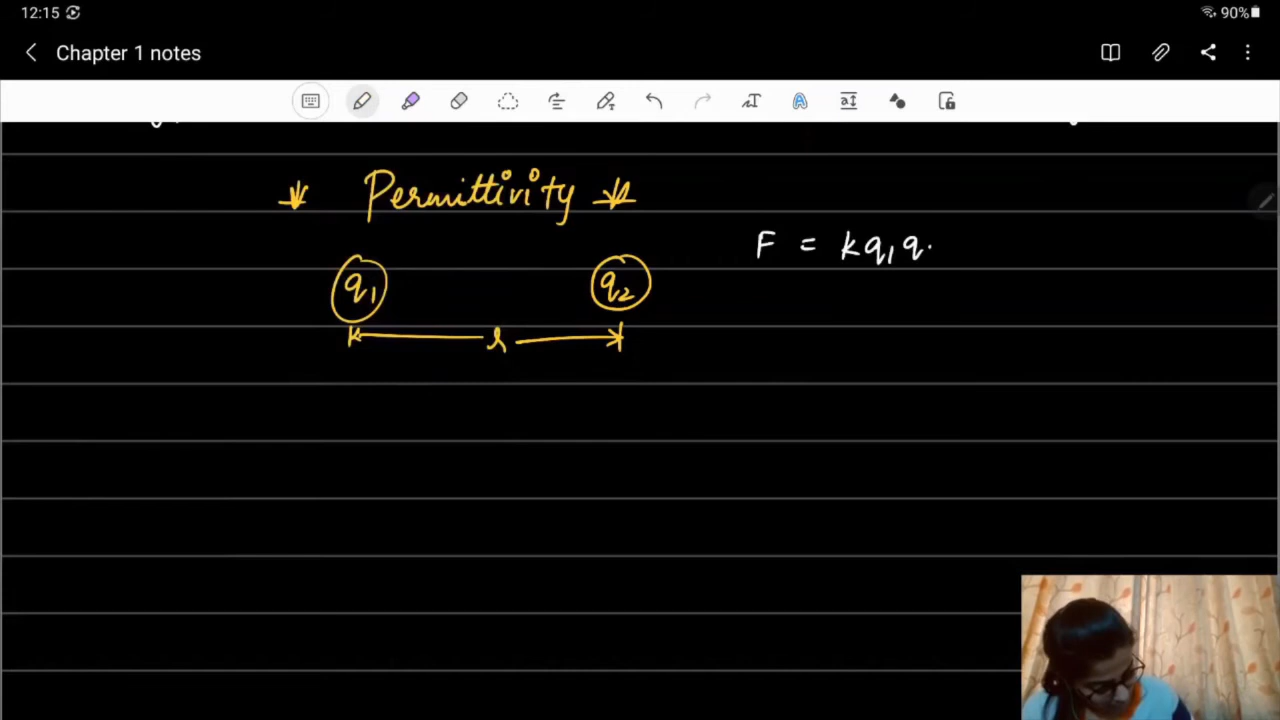 12:15
90%
Chapter 1 notes
Permittivity
F = kq₁q
q₁
q₂
r